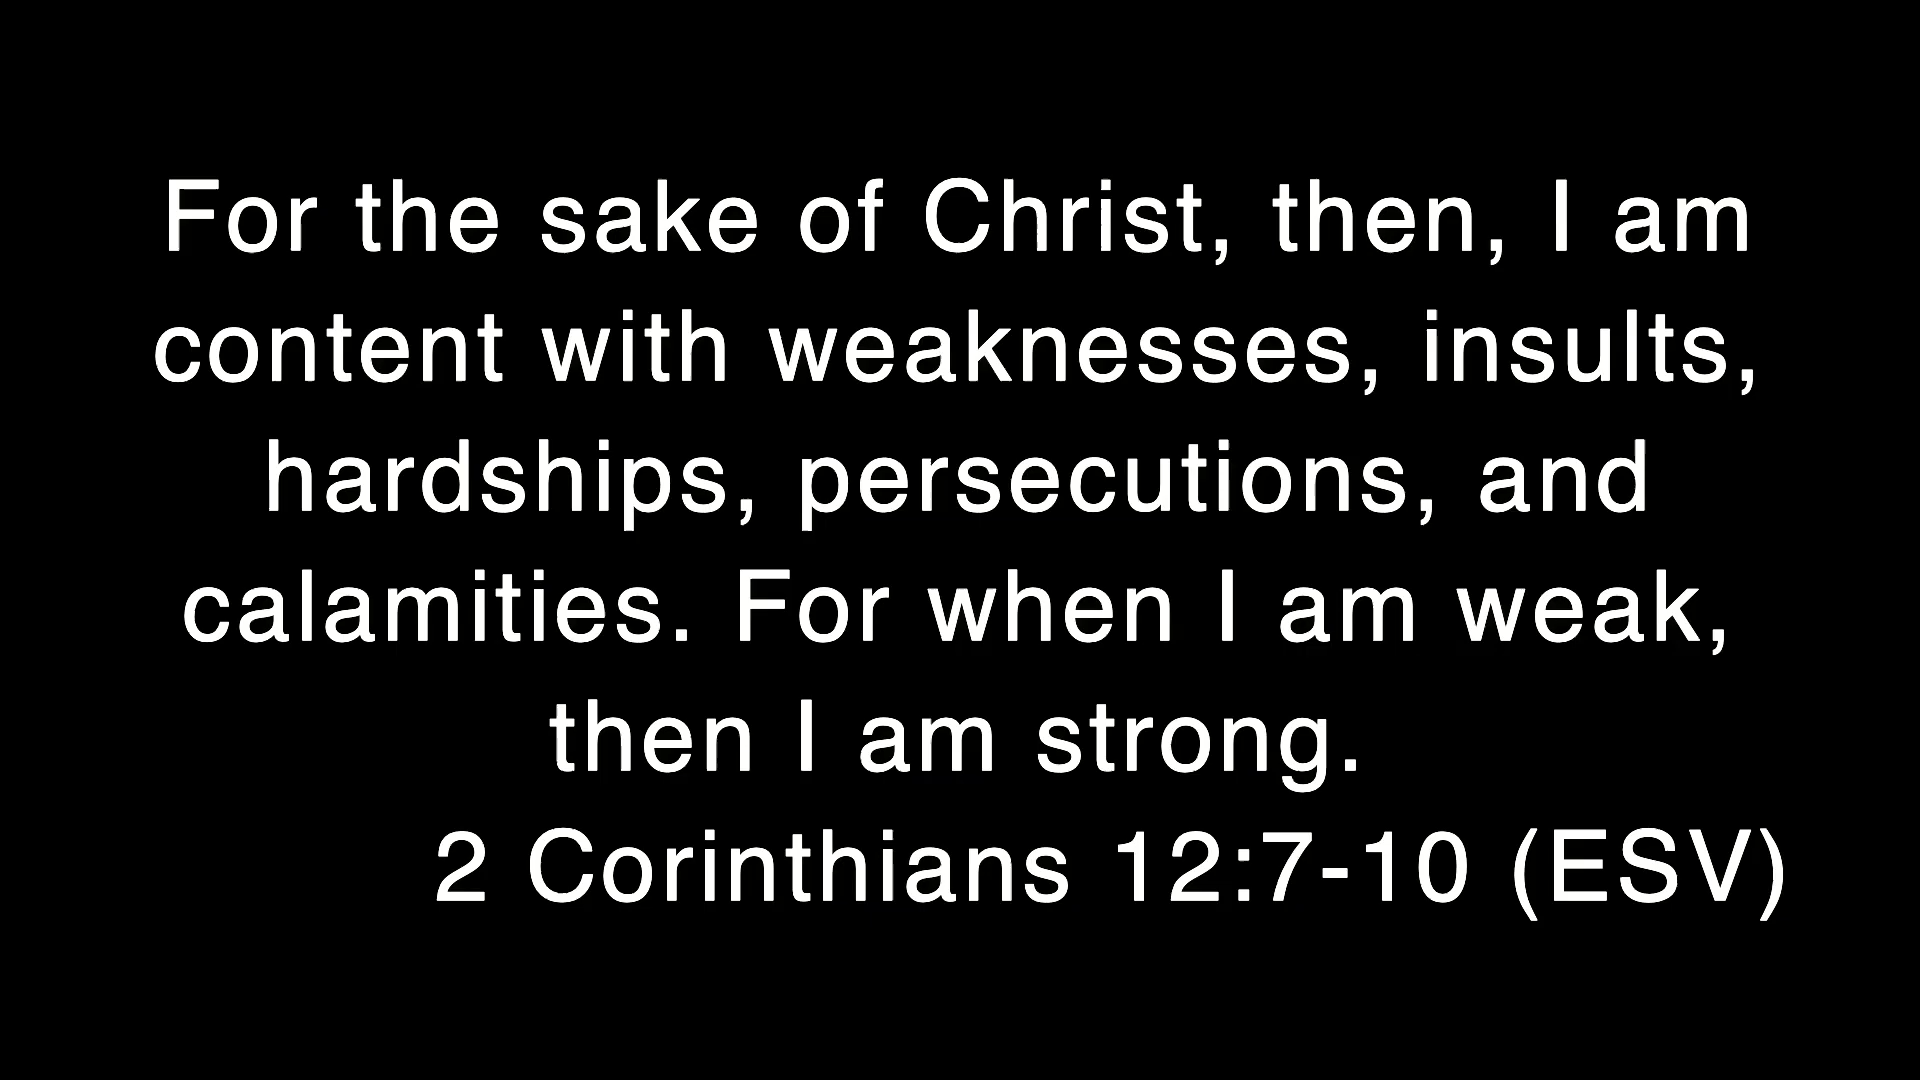 For the sake of Christ, then, I am
content with weaknesses, insults,
hardships, persecutions, and
calamities. For when I am weak,
then I am strong.
2 Corinthians 12:7-10 (ESV)